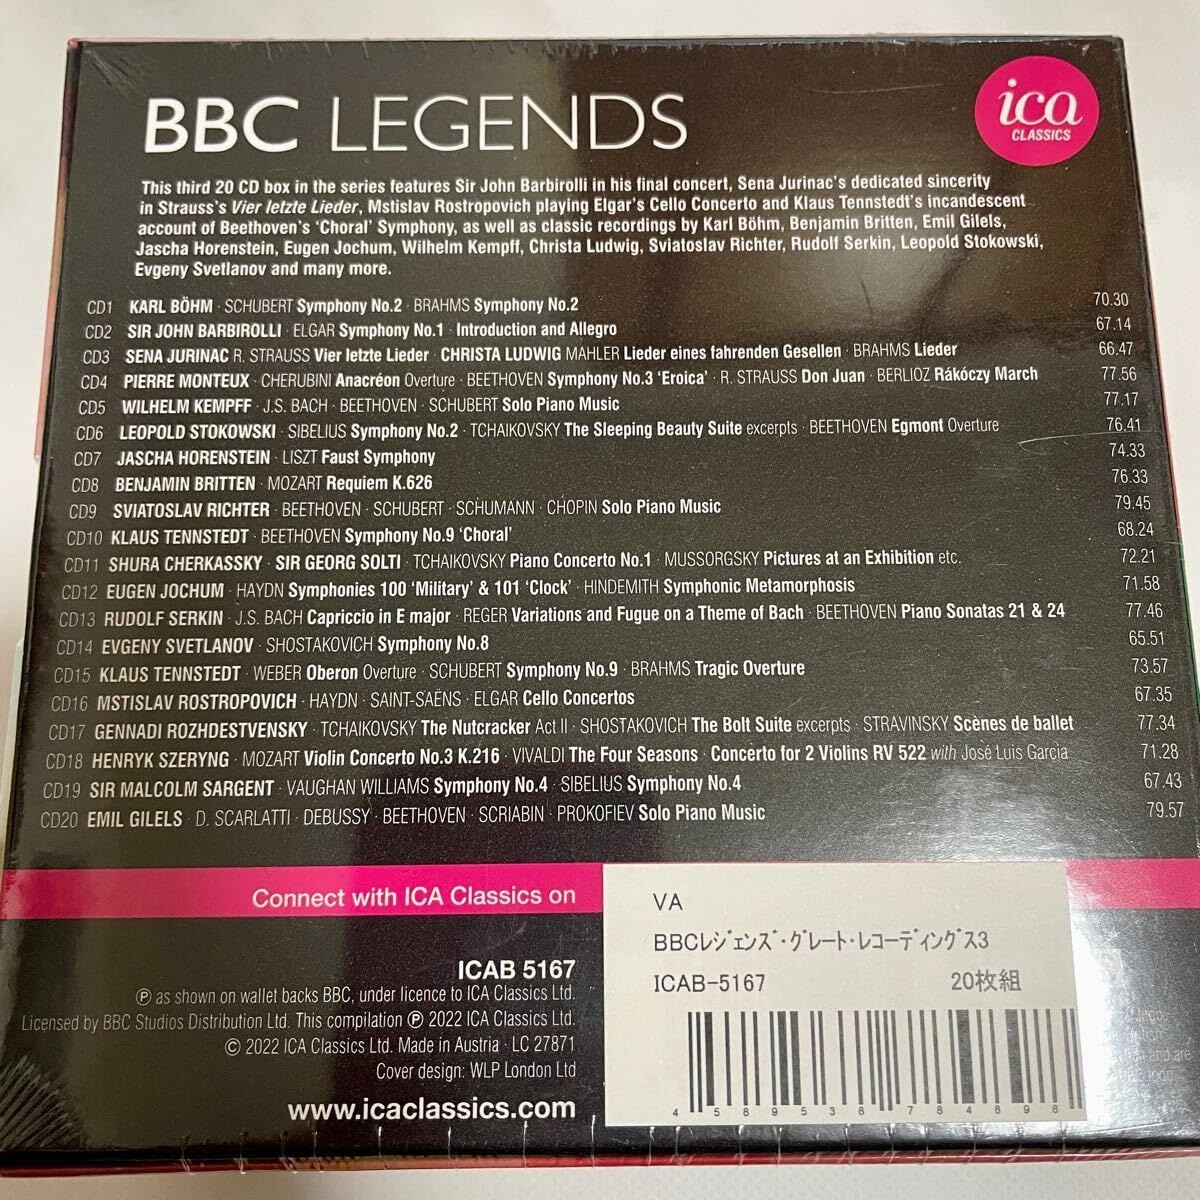 BBC LEGENDS
ica
CLASSICS
This third 20 CD box in the series features Sir John Barbirolli in his final concert, Sena Jurinac's dedicated sincerity
in Strauss's Vier letzte Lieder, Mstislav Rostropovich playing Elgar's Cello Concerto and Klaus Tennstedt's incandescent
account of Beethoven's 'Choral' Symphony, as well as classic recordings by Karl Böhm, Benjamin Britten, Emil Gilels,
Jascha Horenstein, Eugen Jochum, Wilhelm Kempff, Christa Ludwig, Sviatoslav Richter, Rudolf Serkin, Leopold Stokowski,
Evgeny Svetlanov and many more.
CD1 KARL BÖHM · SCHUBERT Symphony No.2 · BRAHMS Symphony No.2 70.30
CD2 SIR JOHN BARBIROLLI · ELGAR Symphony No.1 · Introduction and Allegro 67.14
CD3 SENA JURINAC R. STRAUSS Vier letzte Lieder · CHRISTA LUDWIG MAHLER Lieder eines fahrenden Gesellen · BRAHMS Lieder 66.47
CD4 PIERRE MONTEUX · CHERUBINI Anacréon Overture · BEETHOVEN Symphony No.3 'Eroica' · R. STRAUSS Don Juan · BERLIOZ Rákóczy March 77.56
CD5 WILHELM KEMPFF · J.S. BACH · BEETHOVEN · SCHUBERT Solo Piano Music 77.17
CD6 LEOPOLD STOKOWSKI · SIBELIUS Symphony No.2 · TCHAIKOVSKY The Sleeping Beauty Suite excerpts · BEETHOVEN Egmont Overture 76.41
CD7 JASCHA HORENSTEIN · LISZT Faust Symphony 74.33
CD8 BENJAMIN BRITTEN · MOZART Requiem K.626 76.33
CD9 SVIATOSLAV RICHTER · BEETHOVEN · SCHUBERT · SCHUMANN · CHOPIN Solo Piano Music 79.45
CD10 KLAUS TENNSTEDT · BEETHOVEN Symphony No.9 'Choral' 68.24
CD11 SHURA CHERKASSKY · SIR GEORG SOLTI · TCHAIKOVSKY Piano Concerto No.1 · MUSSORGSKY Pictures at an Exhibition etc. 72.21
CD12 EUGEN JOCHUM · HAYDN Symphonies 100 'Military' & 101 'Clock' · HINDEMITH Symphonic Metamorphosis 71.58
CD13 RUDOLF SERKIN · J.S. BACH Capriccio in E major · REGER Variations and Fugue on a Theme of Bach · BEETHOVEN Piano Sonatas 21 & 24 77.46
CD14 EVGENY SVETLANOV · SHOSTAKOVICH Symphony No.8 65.51
CD15 KLAUS TENNSTEDT · WEBER Oberon Overture · SCHUBERT Symphony No.9 · BRAHMS Tragic Overture 73.57
CD16 MSTISLAV ROSTROPOVICH · HAYDN · SAINT-SAËNS · ELGAR Cello Concertos 67.35
CD17 GENNADI ROZHDESTVENSKY · TCHAIKOVSKY The Nutcracker Act II · SHOSTAKOVICH The Bolt Suite excerpts · STRAVINSKY Scènes de ballet 77.34
CD18 HENRYK SZERYNG · MOZART Violin Concerto No.3 K.216 · VIVALDI The Four Seasons · Concerto for 2 Violins RV 522 with José Luis Garcia 71.28
CD19 SIR MALCOLM SARGENT · VAUGHAN WILLIAMS Symphony No.4 · SIBELIUS Symphony No.4 67.43
CD20 EMIL GILELS · D. SCARLATTI · DEBUSSY · BEETHOVEN · SCRIABIN · PROKOFIEV Solo Piano Music 79.57
Connect with ICA Classics on
ICAB 5167
℗ as shown on wallet backs BBC, under licence to ICA Classics Ltd.
Licensed by BBC Studios Distribution Ltd. This compilation ℗ 2022 ICA Classics Ltd.
© 2022 ICA Classics Ltd. Made in Austria · LC 27871
Cover design: WLP London Ltd
www.icaclassics.com
VA
BBCﾚｼﾞｪﾝｽﾞ･ｸﾞﾚｰﾄ･ﾚｺｰﾃﾞｨﾝｸﾞｽ3
ICAB-5167 20枚組
4 589538 784898
and are